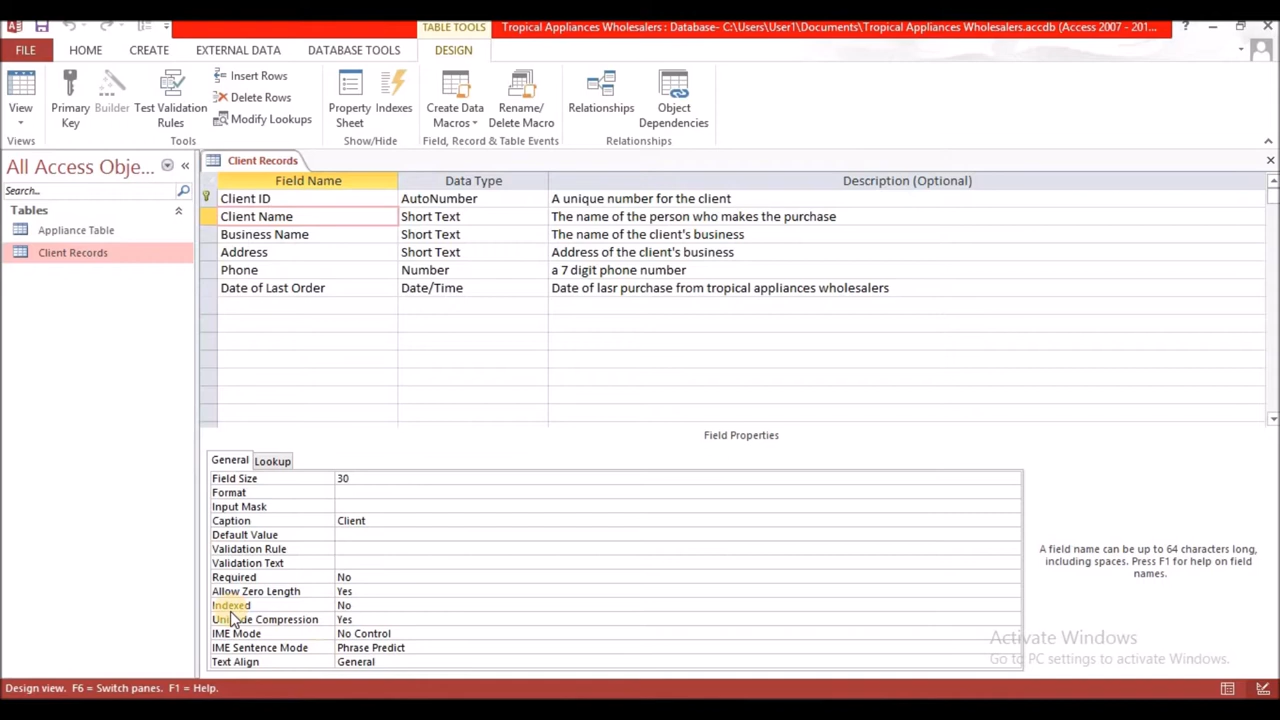 TABLE TOOLS
Tropical Appliances Wholesalers : Database- C:\Users\User1\Documents\Tropical Appliances Wholesalers.accdb (Access 2007 - 201...
FILE HOME CREATE EXTERNAL DATA DATABASE TOOLS DESIGN
View
Views
Primary Key
Builder
Test Validation Rules
Insert Rows
Delete Rows
Modify Lookups
Tools
Property Sheet
Indexes
Show/Hide
Create Data Macros
Rename/ Delete Macro
Field, Record & Table Events
Relationships
Object Dependencies
Relationships
All Access Obje...
Search...
Tables
Appliance Table
Client Records
Client Records
Field Name Data Type Description (Optional)
Client ID AutoNumber A unique number for the client
Client Name Short Text The name of the person who makes the purchase
Business Name Short Text The name of the client's business
Address Short Text Address of the client's business
Phone Number a 7 digit phone number
Date of Last Order Date/Time Date of lasr purchase from tropical appliances wholesalers
Field Properties
General Lookup
Field Size 30
Format
Input Mask
Caption Client
Default Value
Validation Rule
Validation Text
Required No
Allow Zero Length Yes
Indexed No
Unicode Compression Yes
IME Mode No Control
IME Sentence Mode Phrase Predict
Text Align General
A field name can be up to 64 characters long,
including spaces. Press F1 for help on field
names.
Activate Windows
Go to PC settings to activate Windows.
Design view. F6 = Switch panes. F1 = Help.